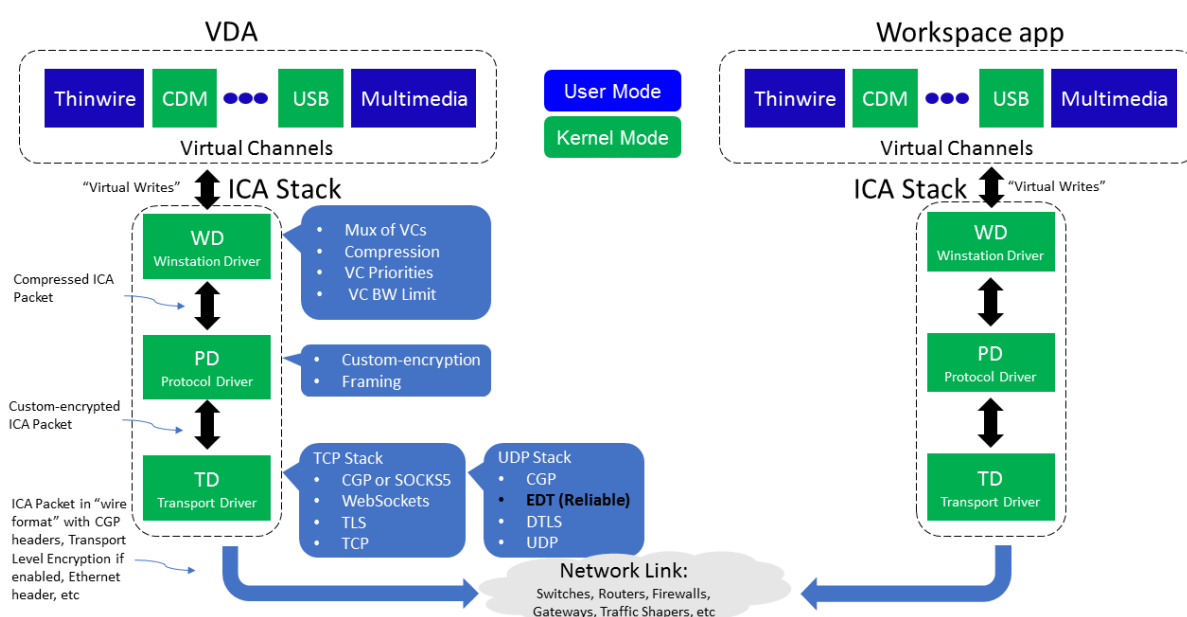 VDA
Thinwire
CDM
USB
Multimedia
Virtual Channels
User Mode
Kernel Mode
Workspace app
Thinwire
CDM
USB
Multimedia
Virtual Channels
"Virtual Writes"
ICA Stack
WD
Winstation Driver
• Mux of VCs
• Compression
• VC Priorities
• VC BW Limit
Compressed ICA
Packet
PD
Protocol Driver
• Custom-encryption
• Framing
Custom-encrypted
ICA Packet
TD
Transport Driver
TCP Stack
• CGP or SOCKS5
• WebSockets
• TLS
• TCP
UDP Stack
• CGP
• EDT (Reliable)
• DTLS
• UDP
ICA Packet in "wire
format" with CGP
headers, Transport
Level Encryption if
enabled, Ethernet
header, etc
Network Link:
Switches, Routers, Firewalls,
Gateways, Traffic Shapers, etc
ICA Stack
"Virtual Writes"
WD
Winstation Driver
PD
Protocol Driver
TD
Transport Driver